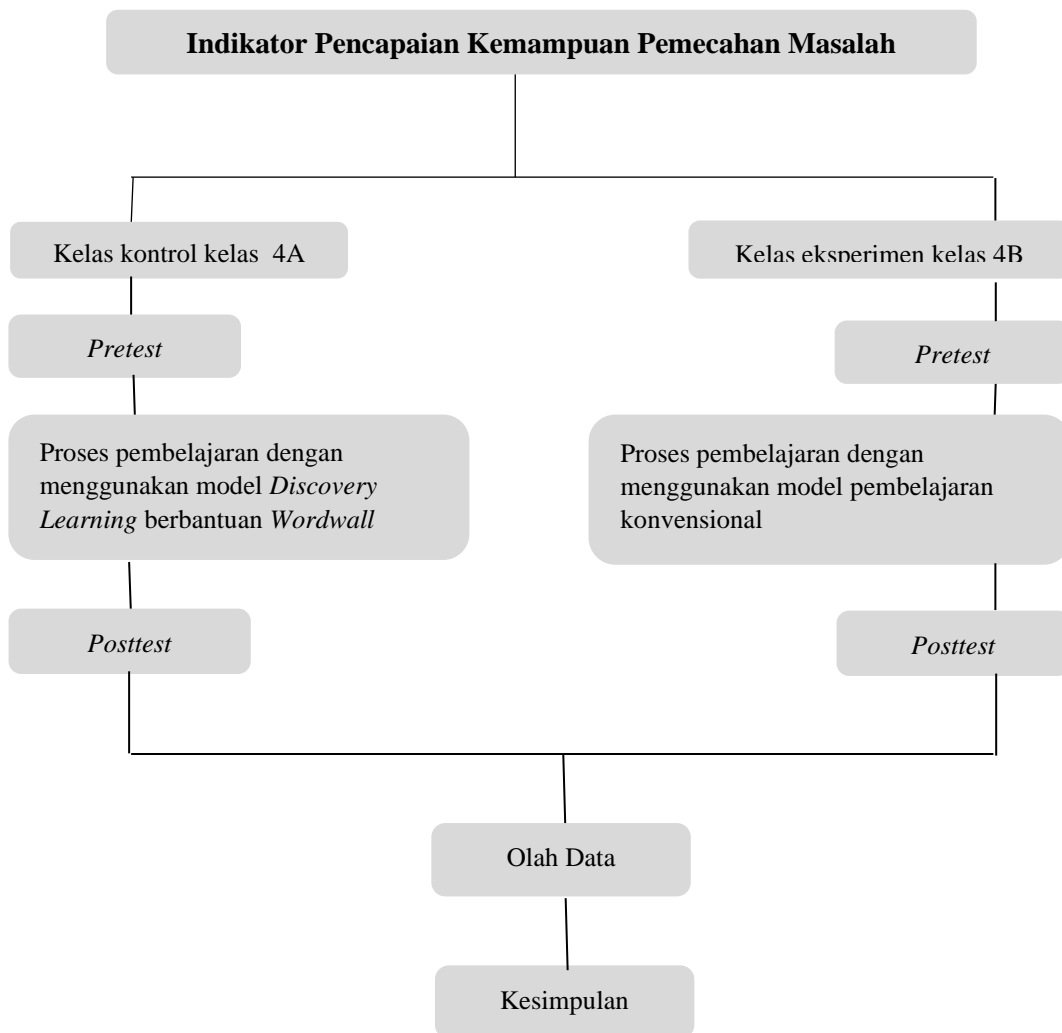 Indikator Pencapaian Kemampuan Pemecahan Masalah
Kelas kontrol kelas 4A
Kelas eksperimen kelas 4B
Pretest
Pretest
Proses pembelajaran dengan
menggunakan model Discovery
Learning berbantuan Wordwall
Proses pembelajaran dengan
menggunakan model pembelajaran
konvensional
Posttest
Posttest
Olah Data
Kesimpulan